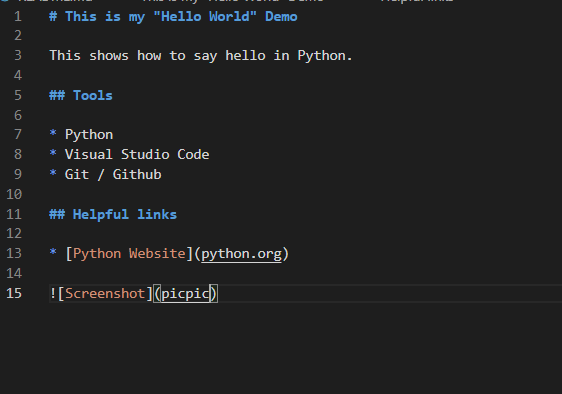 1 # This is my "Hello World" Demo
2
3 This shows how to say hello in Python.
4
5 ## Tools
6
7 * Python
8 * Visual Studio Code
9 * Git / Github
10
11 ## Helpful links
12
13 * [Python Website](python.org)
14
15 ![Screenshot](picpic)